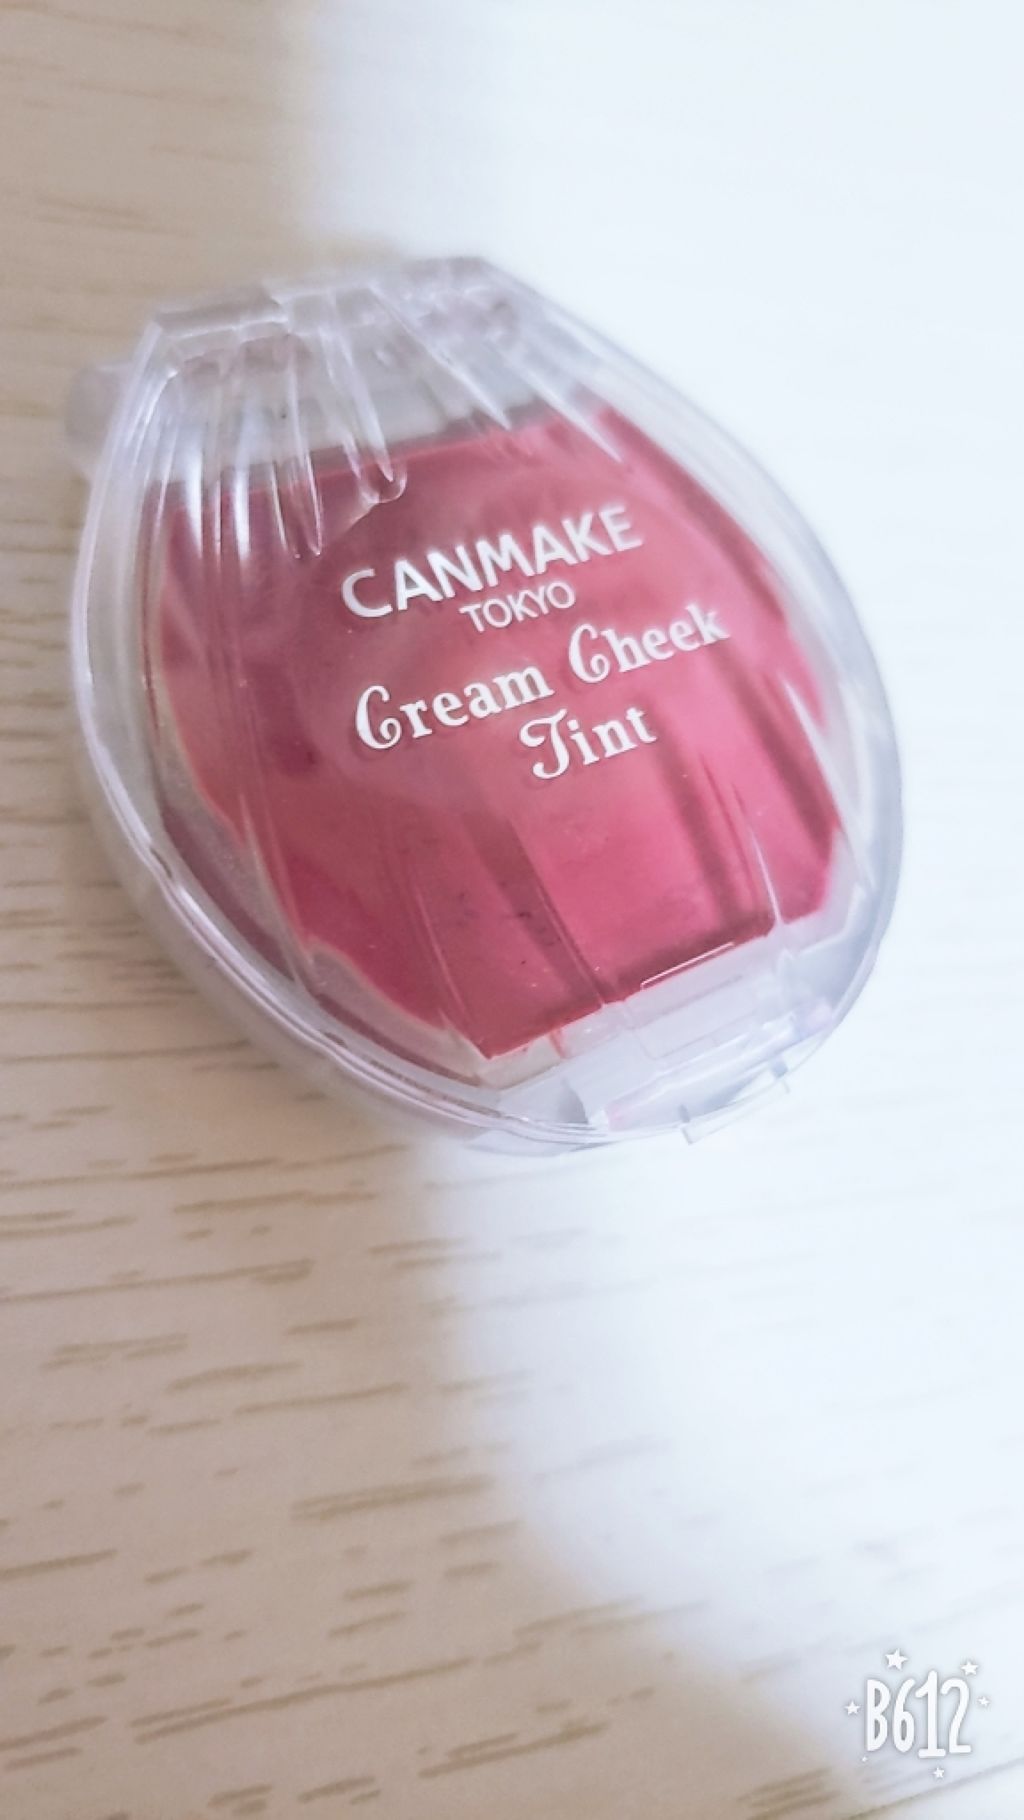 CANMAKE
TOKYO
Cream Cheek
Tint
B612